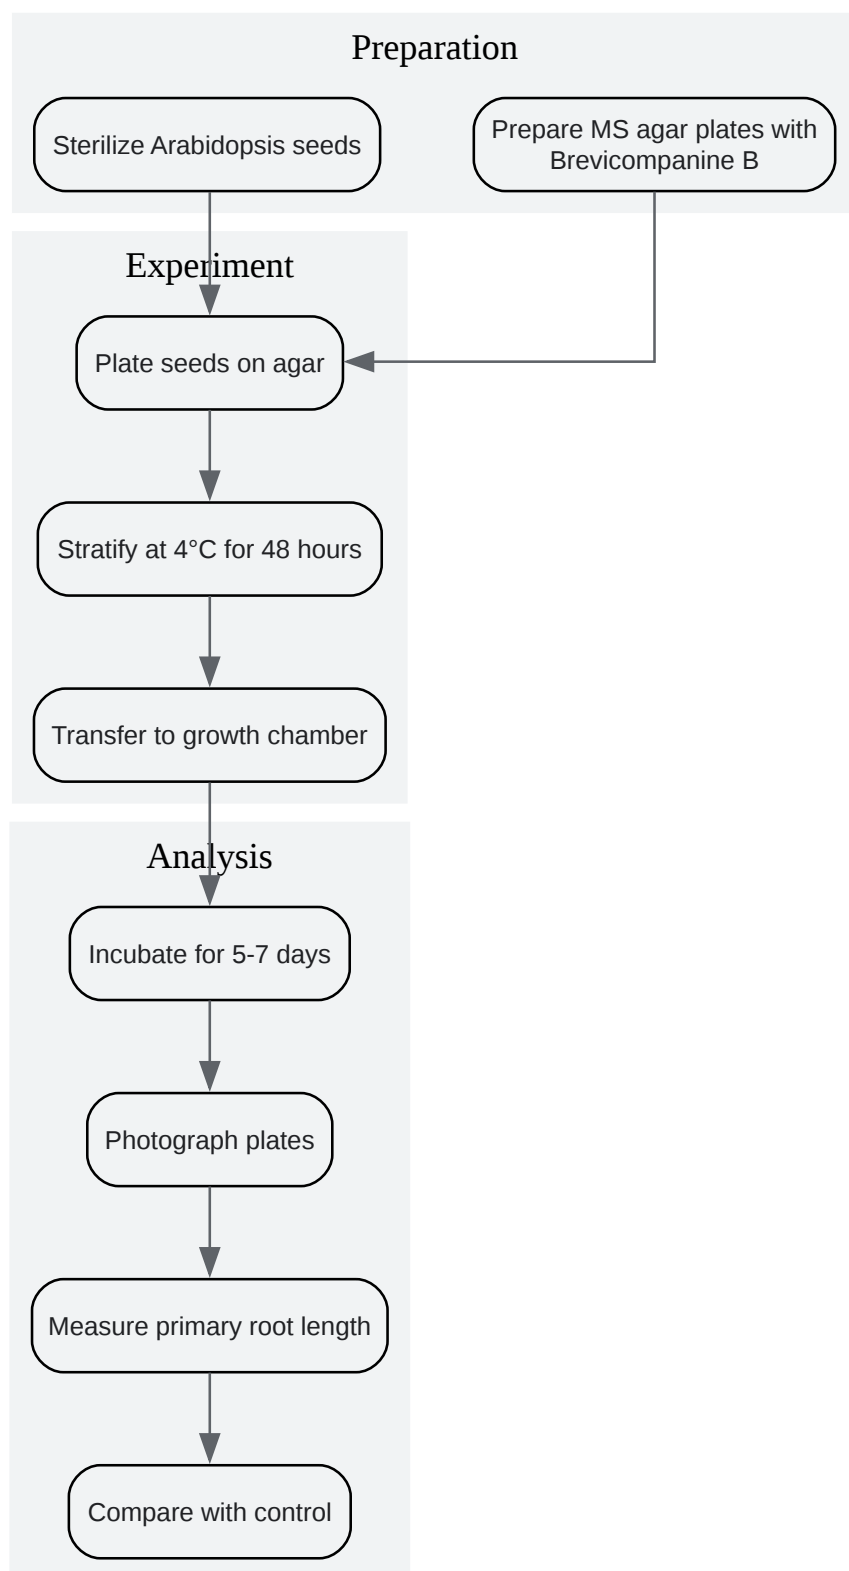 Preparation
Sterilize Arabidopsis seeds
Prepare MS agar plates with
Brevicompanine B
Experiment
Plate seeds on agar
Stratify at 4°C for 48 hours
Transfer to growth chamber
Analysis
Incubate for 5-7 days
Photograph plates
Measure primary root length
Compare with control